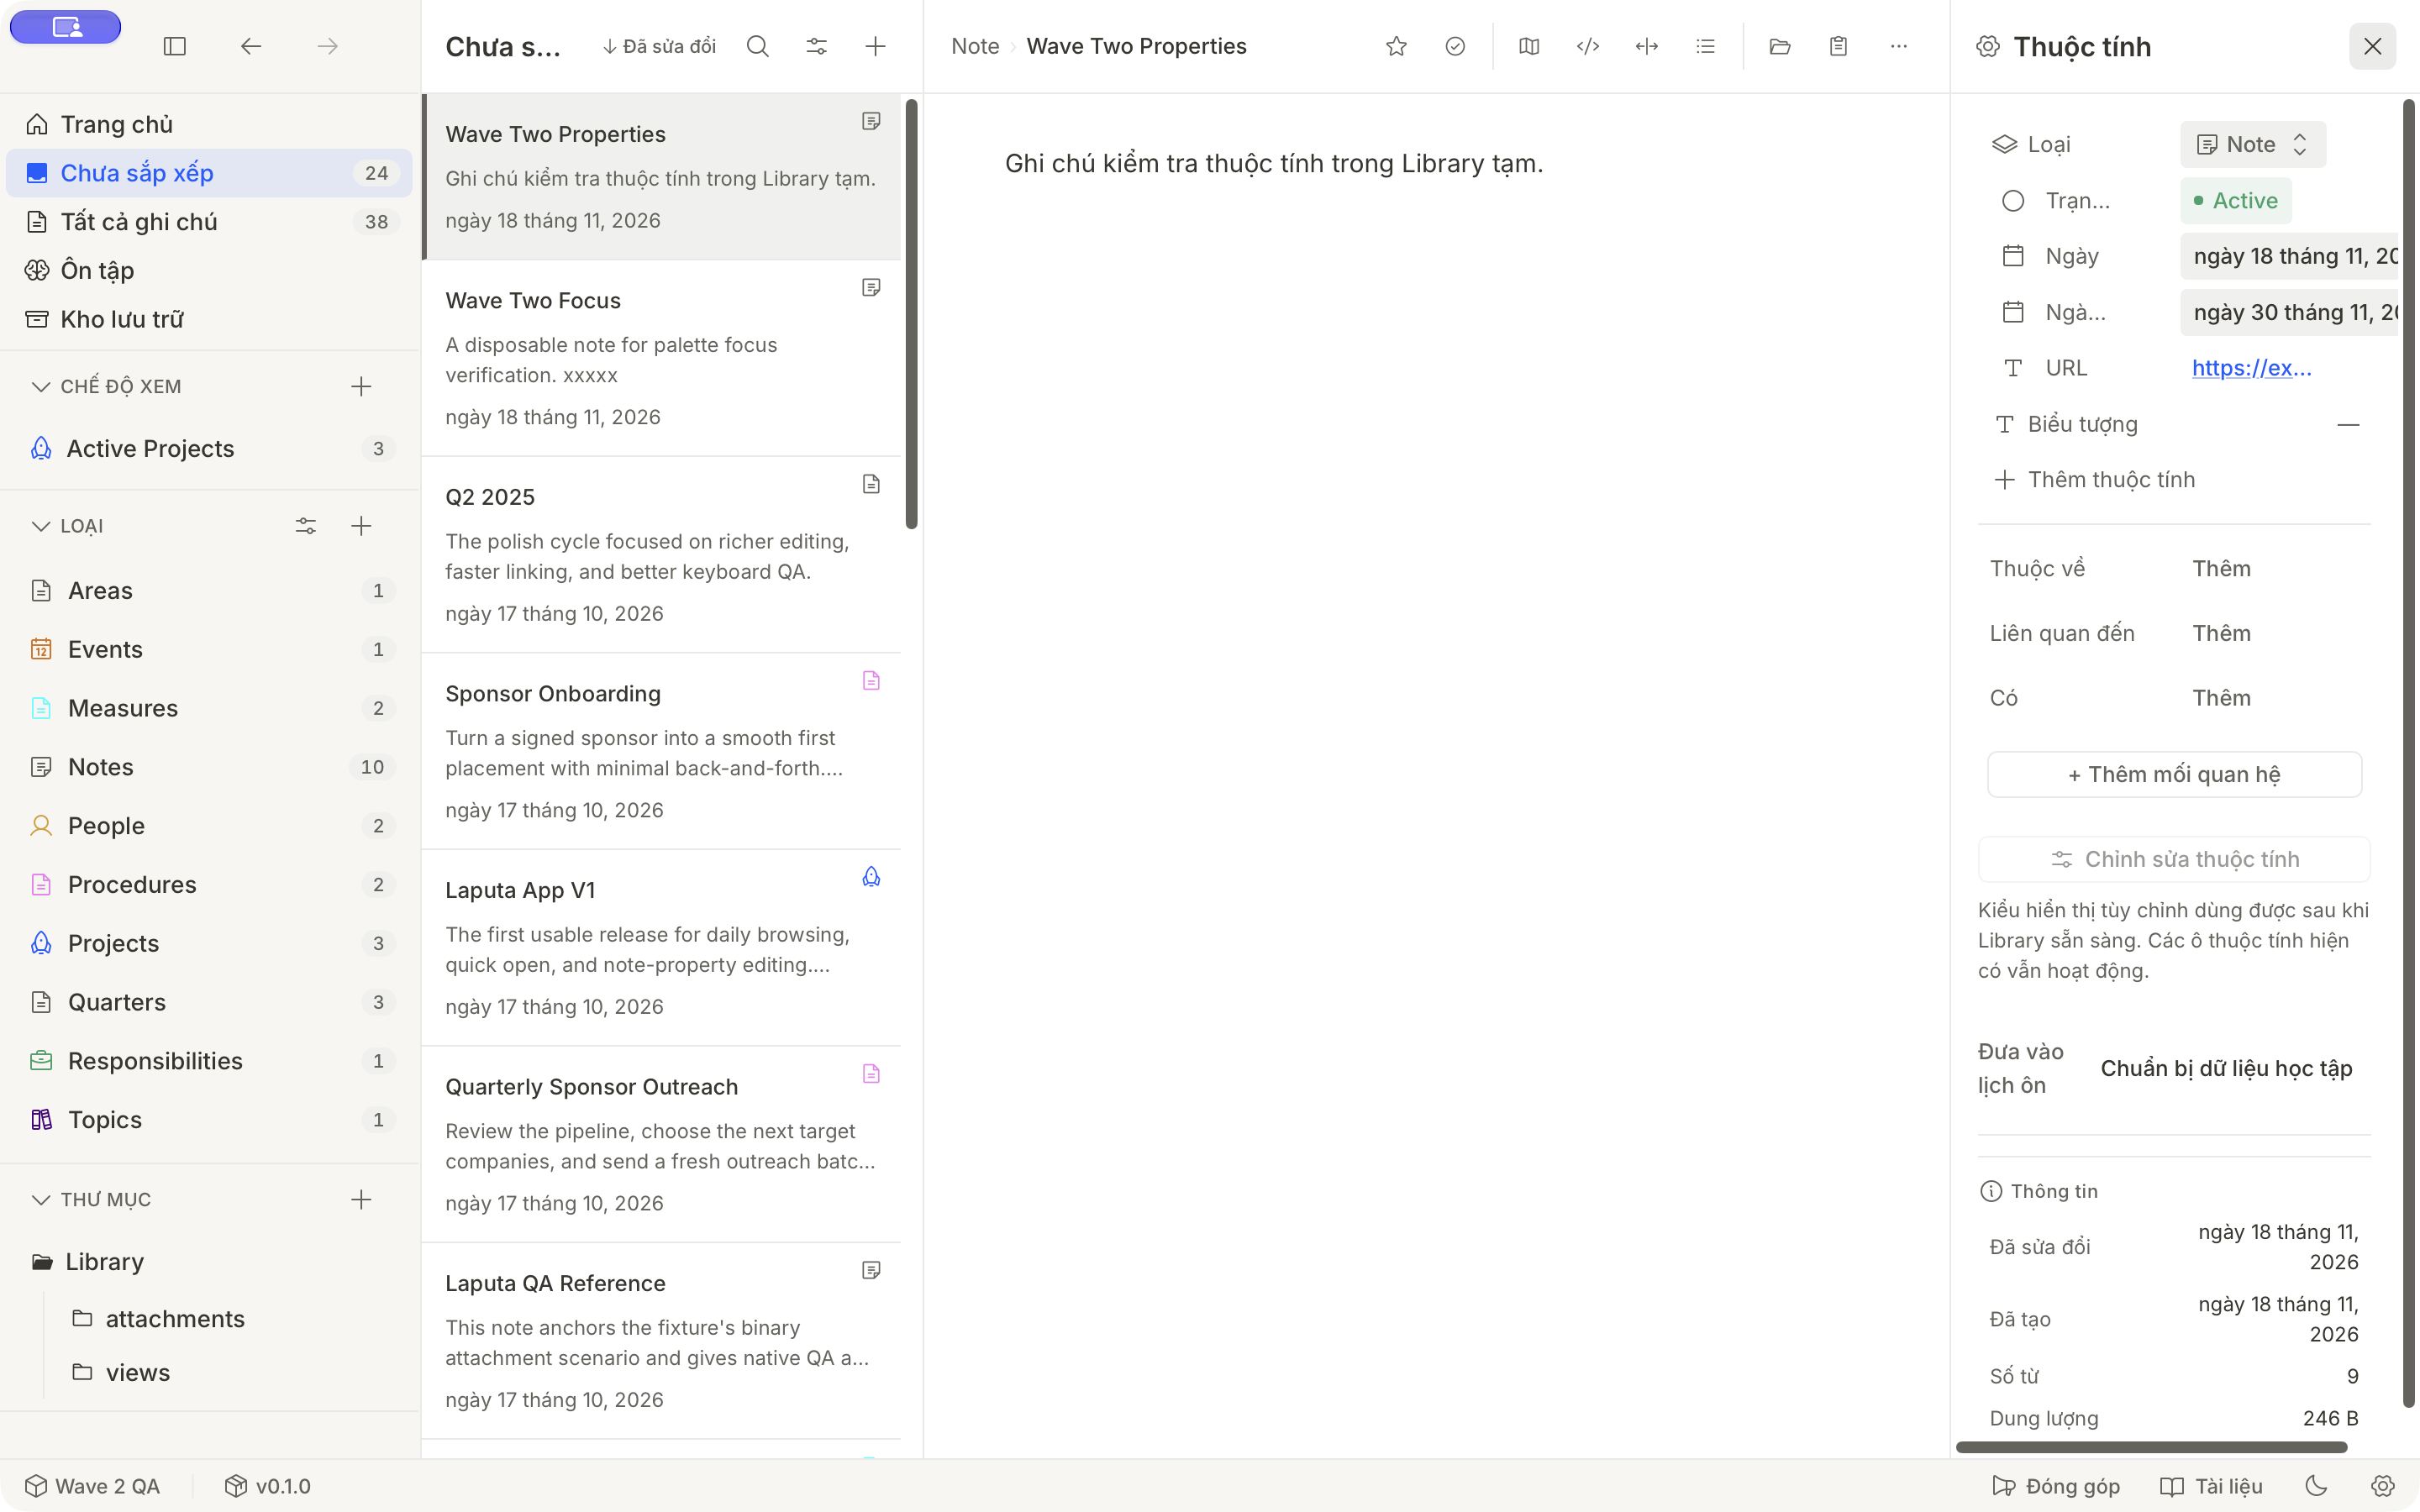 Trang chủ
Chưa sắp xếp 24
Tất cả ghi chú 38
Ôn tập
Kho lưu trữ
CHẾ ĐỘ XEM
Active Projects 3
LOẠI
Areas 1
Events 1
Measures 2
Notes 10
People 2
Procedures 2
Projects 3
Quarters 3
Responsibilities 1
Topics 1
THƯ MỤC
Library
attachments
views
Chưa s... Đã sửa đổi
Wave Two Properties
Ghi chú kiểm tra thuộc tính trong Library tạm.
ngày 18 tháng 11, 2026
Wave Two Focus
A disposable note for palette focus
verification. xxxxx
ngày 18 tháng 11, 2026
Q2 2025
The polish cycle focused on richer editing,
faster linking, and better keyboard QA.
ngày 17 tháng 10, 2026
Sponsor Onboarding
Turn a signed sponsor into a smooth first
placement with minimal back-and-forth....
ngày 17 tháng 10, 2026
Laputa App V1
The first usable release for daily browsing,
quick open, and note-property editing....
ngày 17 tháng 10, 2026
Quarterly Sponsor Outreach
Review the pipeline, choose the next target
companies, and send a fresh outreach batc...
ngày 17 tháng 10, 2026
Laputa QA Reference
This note anchors the fixture's binary
attachment scenario and gives native QA a...
ngày 17 tháng 10, 2026
Note › Wave Two Properties
Ghi chú kiểm tra thuộc tính trong Library tạm.
Thuộc tính
Loại Note
Trạn... Active
Ngày ngày 18 tháng 11, 20
Ngà... ngày 30 tháng 11, 20
URL https://ex...
Biểu tượng —
Thêm thuộc tính
Thuộc về Thêm
Liên quan đến Thêm
Có Thêm
+ Thêm mối quan hệ
Chỉnh sửa thuộc tính
Kiểu hiển thị tùy chỉnh dùng được sau khi
Library sẵn sàng. Các ô thuộc tính hiện
có vẫn hoạt động.
Đưa vào
lịch ôn
Chuẩn bị dữ liệu học tập
Thông tin
Đã sửa đổi ngày 18 tháng 11,
2026
Đã tạo ngày 18 tháng 11,
2026
Số từ 9
Dung lượng 246 B
Wave 2 QA v0.1.0 Đóng góp Tài liệu